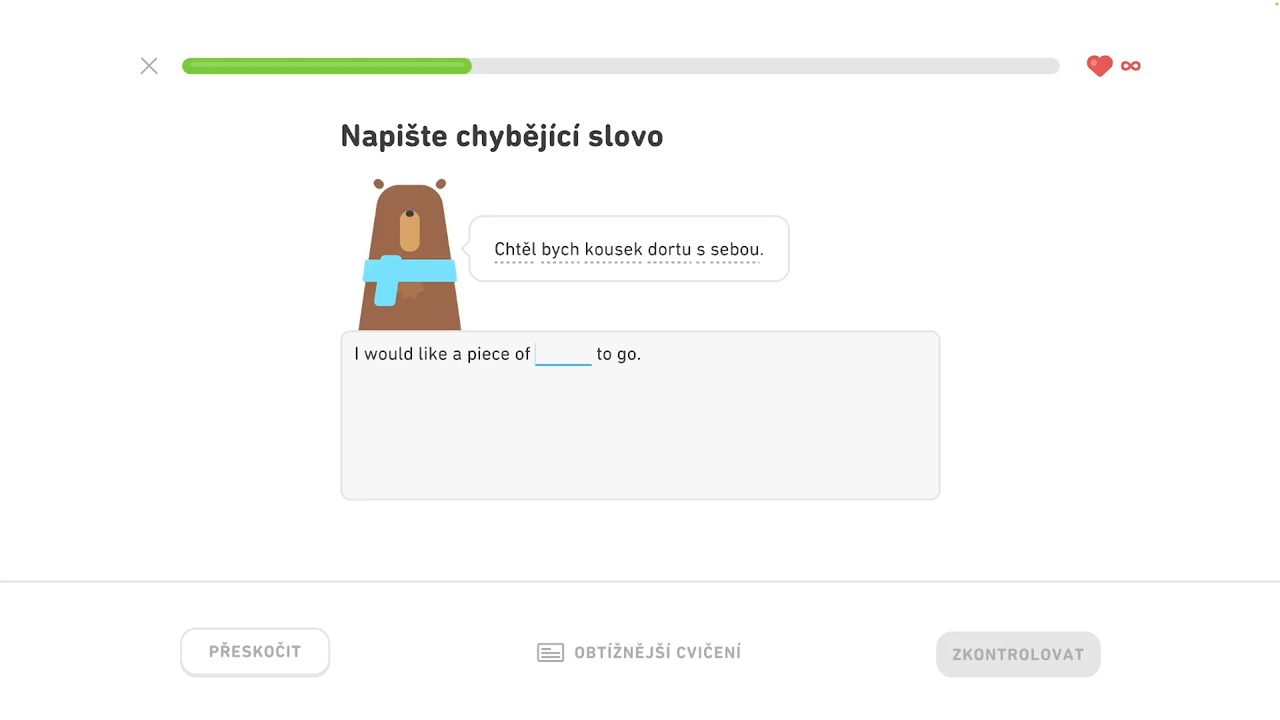 Napište chybějící slovo
Chtěl bych kousek dortu s sebou.
I would like a piece of to go.
PŘESKOČIT
OBTÍŽNĚJŠÍ CVIČENÍ
ZKONTROLOVAT